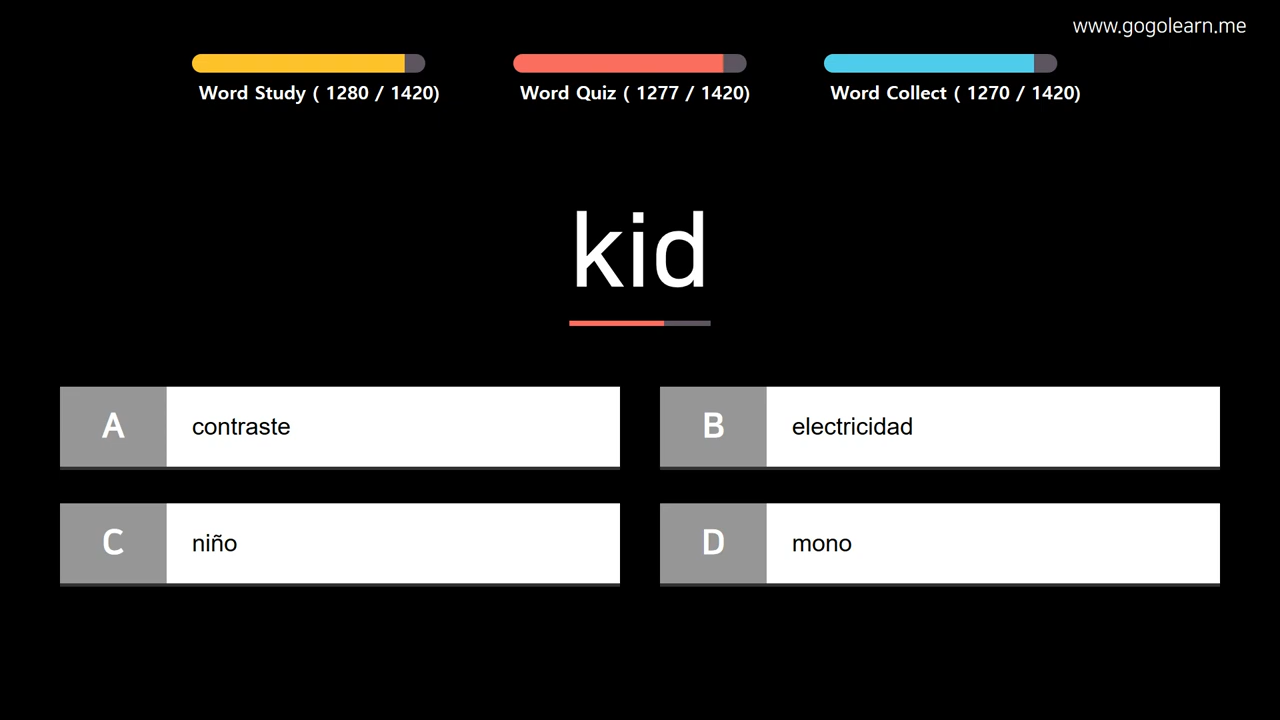 www.gogolearn.me
Word Study ( 1280 / 1420)
Word Quiz ( 1277 / 1420)
Word Collect ( 1270 / 1420)
kid
A contraste
B electricidad
C niño
D mono